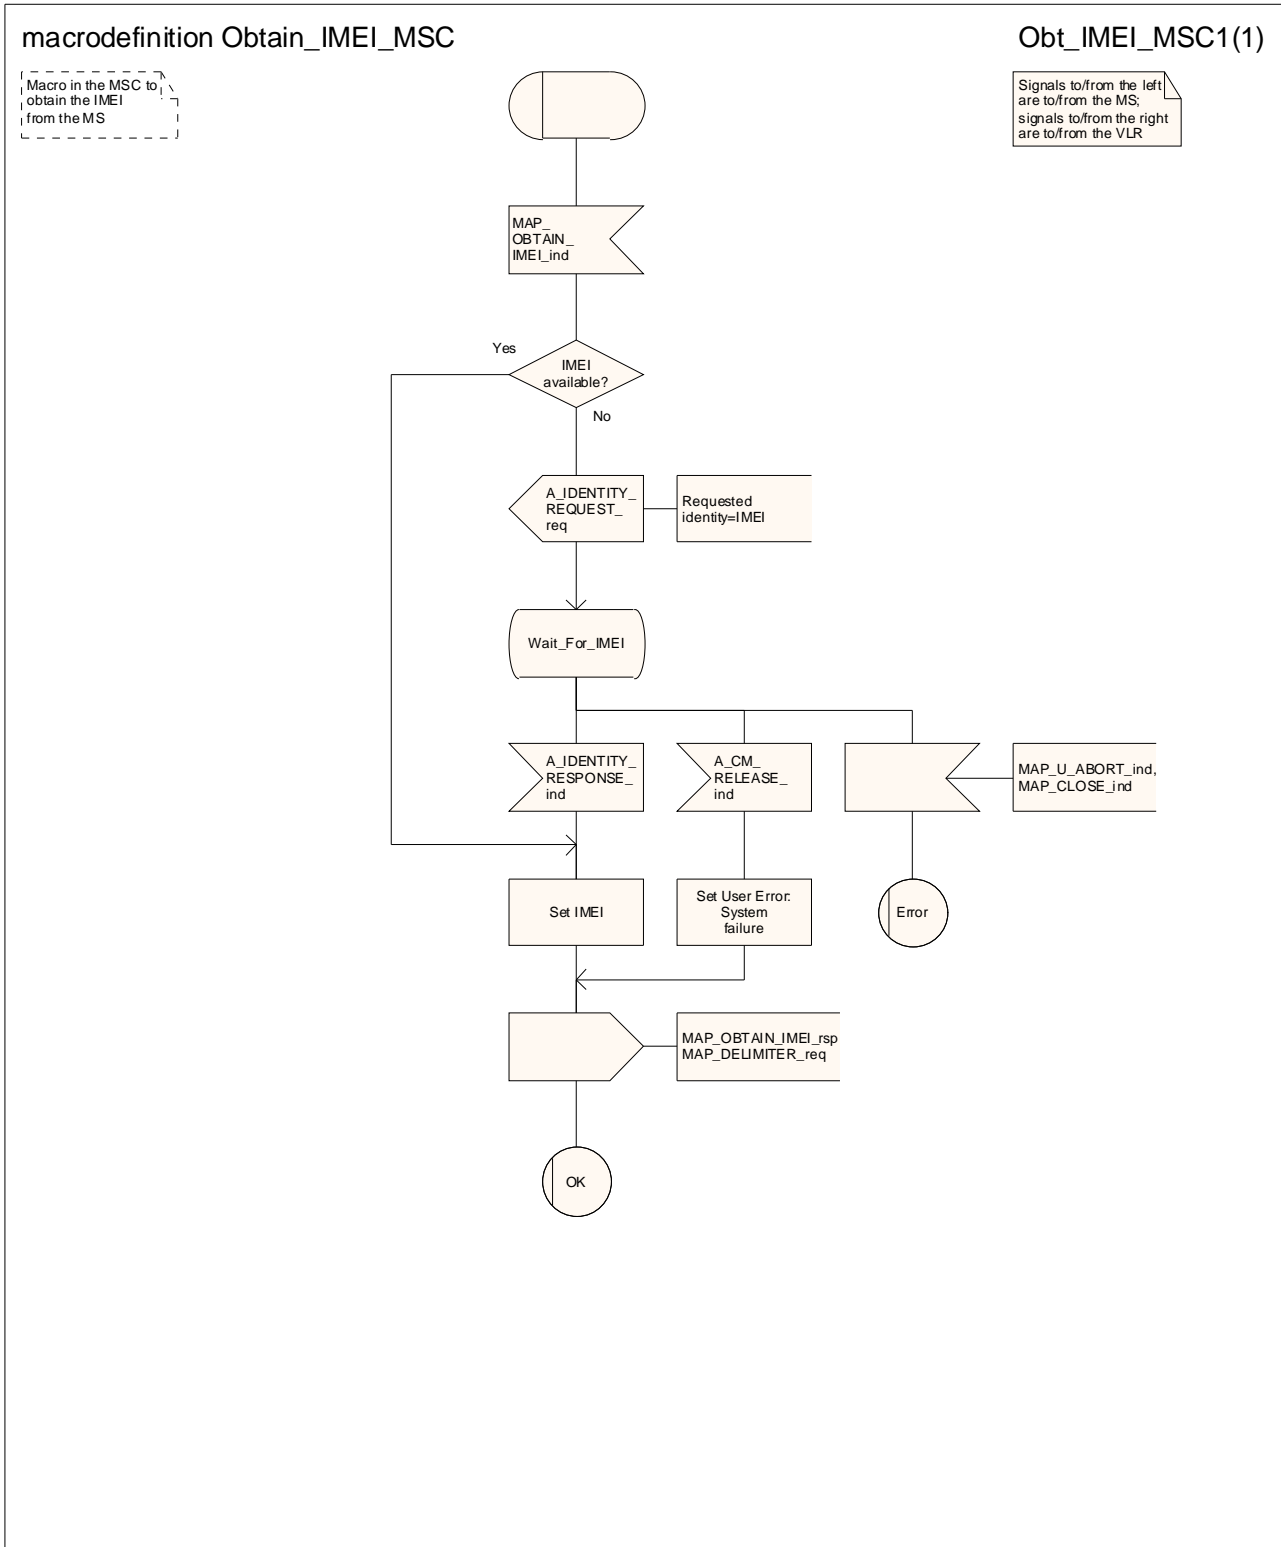 macrodefinition Obtain_IMEI_MSC
Obt_IMEI_MSC1(1)
Macro in the MSC to
obtain the IMEI
from the MS
Signals to/from the left
are to/from the MS;
signals to/from the right
are to/from the VLR
MAP_
OBTAIN_
IMEI_ind
Yes
IMEI
available?
No
A_IDENTITY_
REQUEST_
req
Requested
identity=IMEI
Wait_For_IMEI
A_IDENTITY_
RESPONSE_
ind
A_CM_
RELEASE_
ind
MAP_U_ABORT_ind,
MAP_CLOSE_ind
Set IMEI
Set User Error:
System
failure
Error
MAP_OBTAIN_IMEI_rsp
MAP_DELIMITER_req
OK